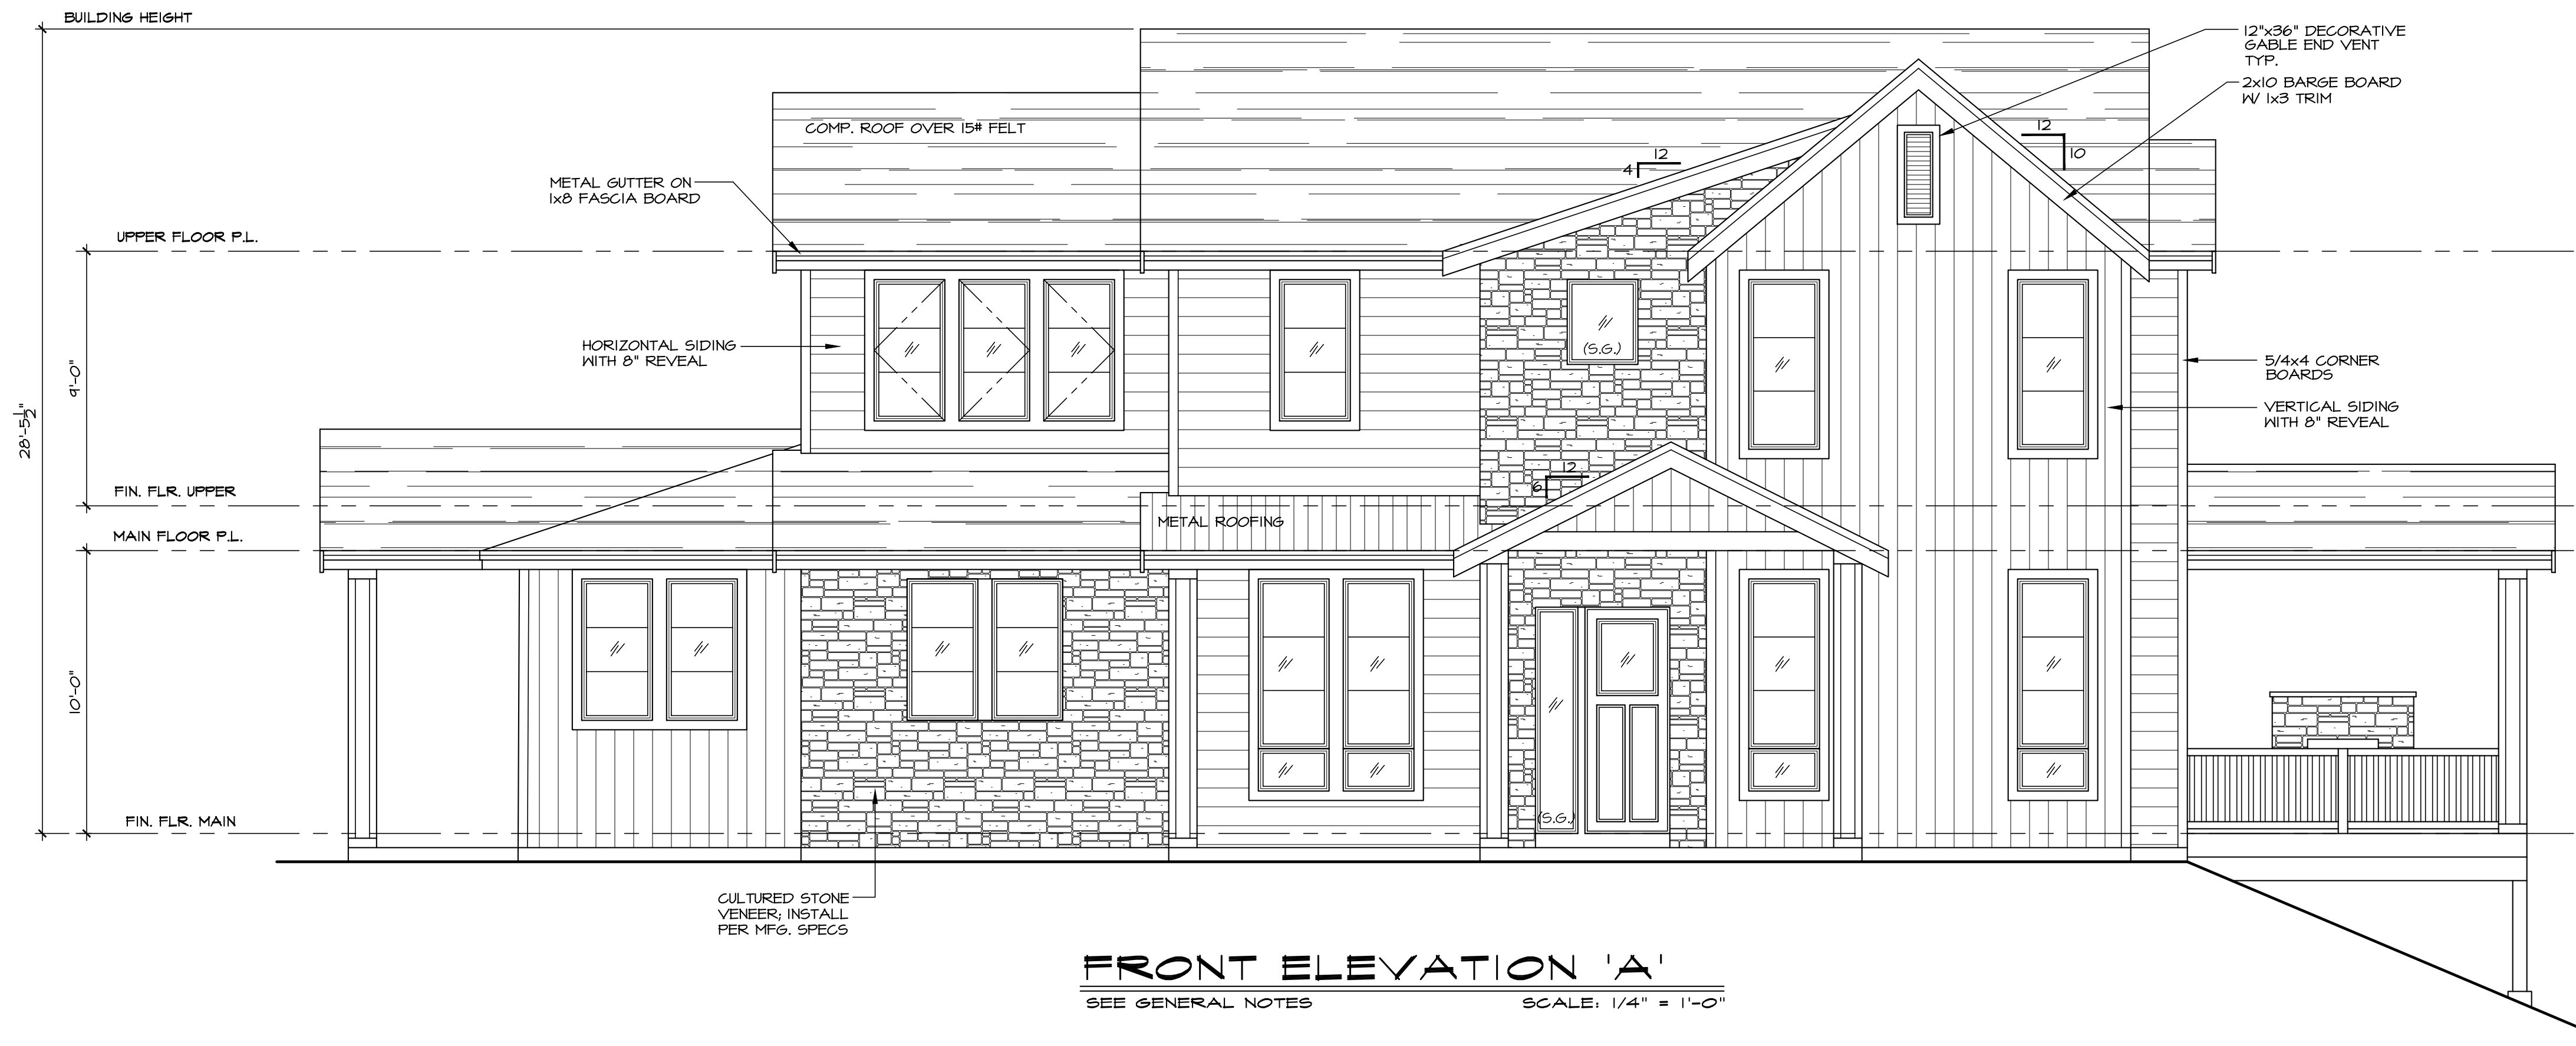 BUILDING HEIGHT
12"x36" DECORATIVE
GABLE END VENT
TYP.
2x10 BARGE BOARD
W/ 1x3 TRIM
COMP. ROOF OVER 15# FELT
12
10
12
4
METAL GUTTER ON
1x8 FASCIA BOARD
UPPER FLOOR P.L.
HORIZONTAL SIDING
WITH 8" REVEAL
(S.G.)
5/4x4 CORNER
BOARDS
9'-0"
28'-5 1/2"
VERTICAL SIDING
WITH 8" REVEAL
12
6
FIN. FLR. UPPER
METAL ROOFING
MAIN FLOOR P.L.
10'-0"
FIN. FLR. MAIN
(S.G.)
CULTURED STONE
VENEER; INSTALL
PER MFG. SPECS
FRONT ELEVATION 'A'
SEE GENERAL NOTES
SCALE: 1/4" = 1'-0"